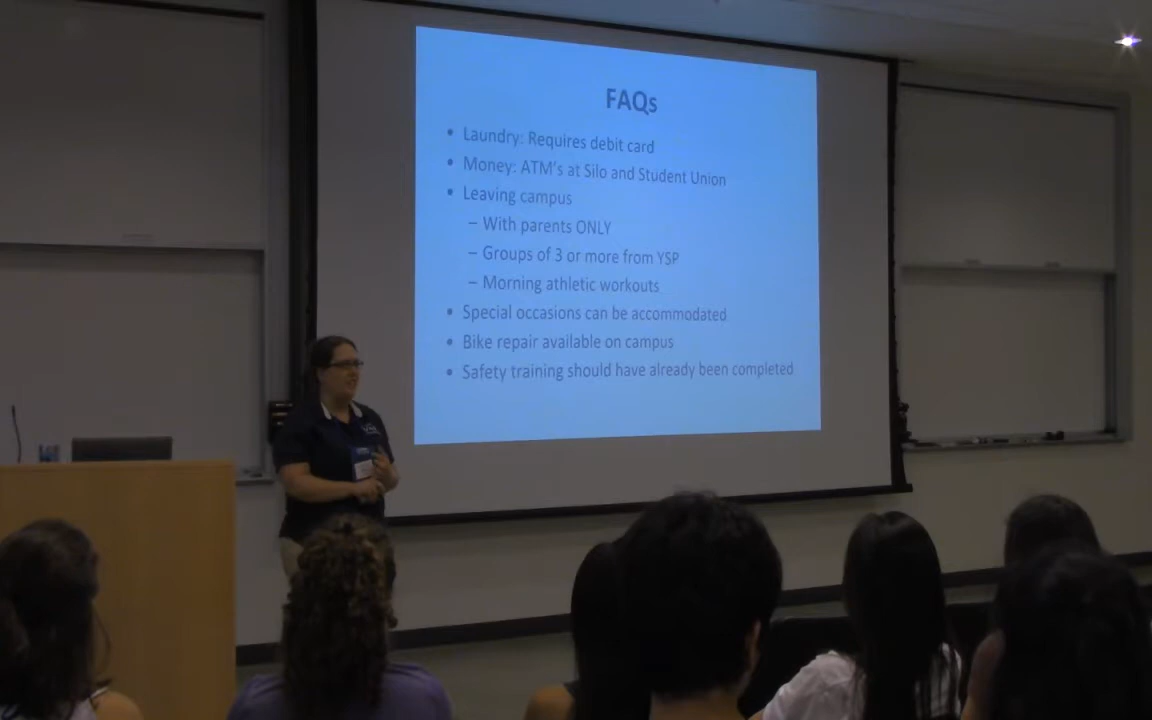 FAQs
• Laundry: Requires debit card
• Money: ATM's at Silo and Student Union
• Leaving campus
– With parents ONLY
– Groups of 3 or more from YSP
– Morning athletic workouts
• Special occasions can be accommodated
• Bike repair available on campus
• Safety training should have already been completed